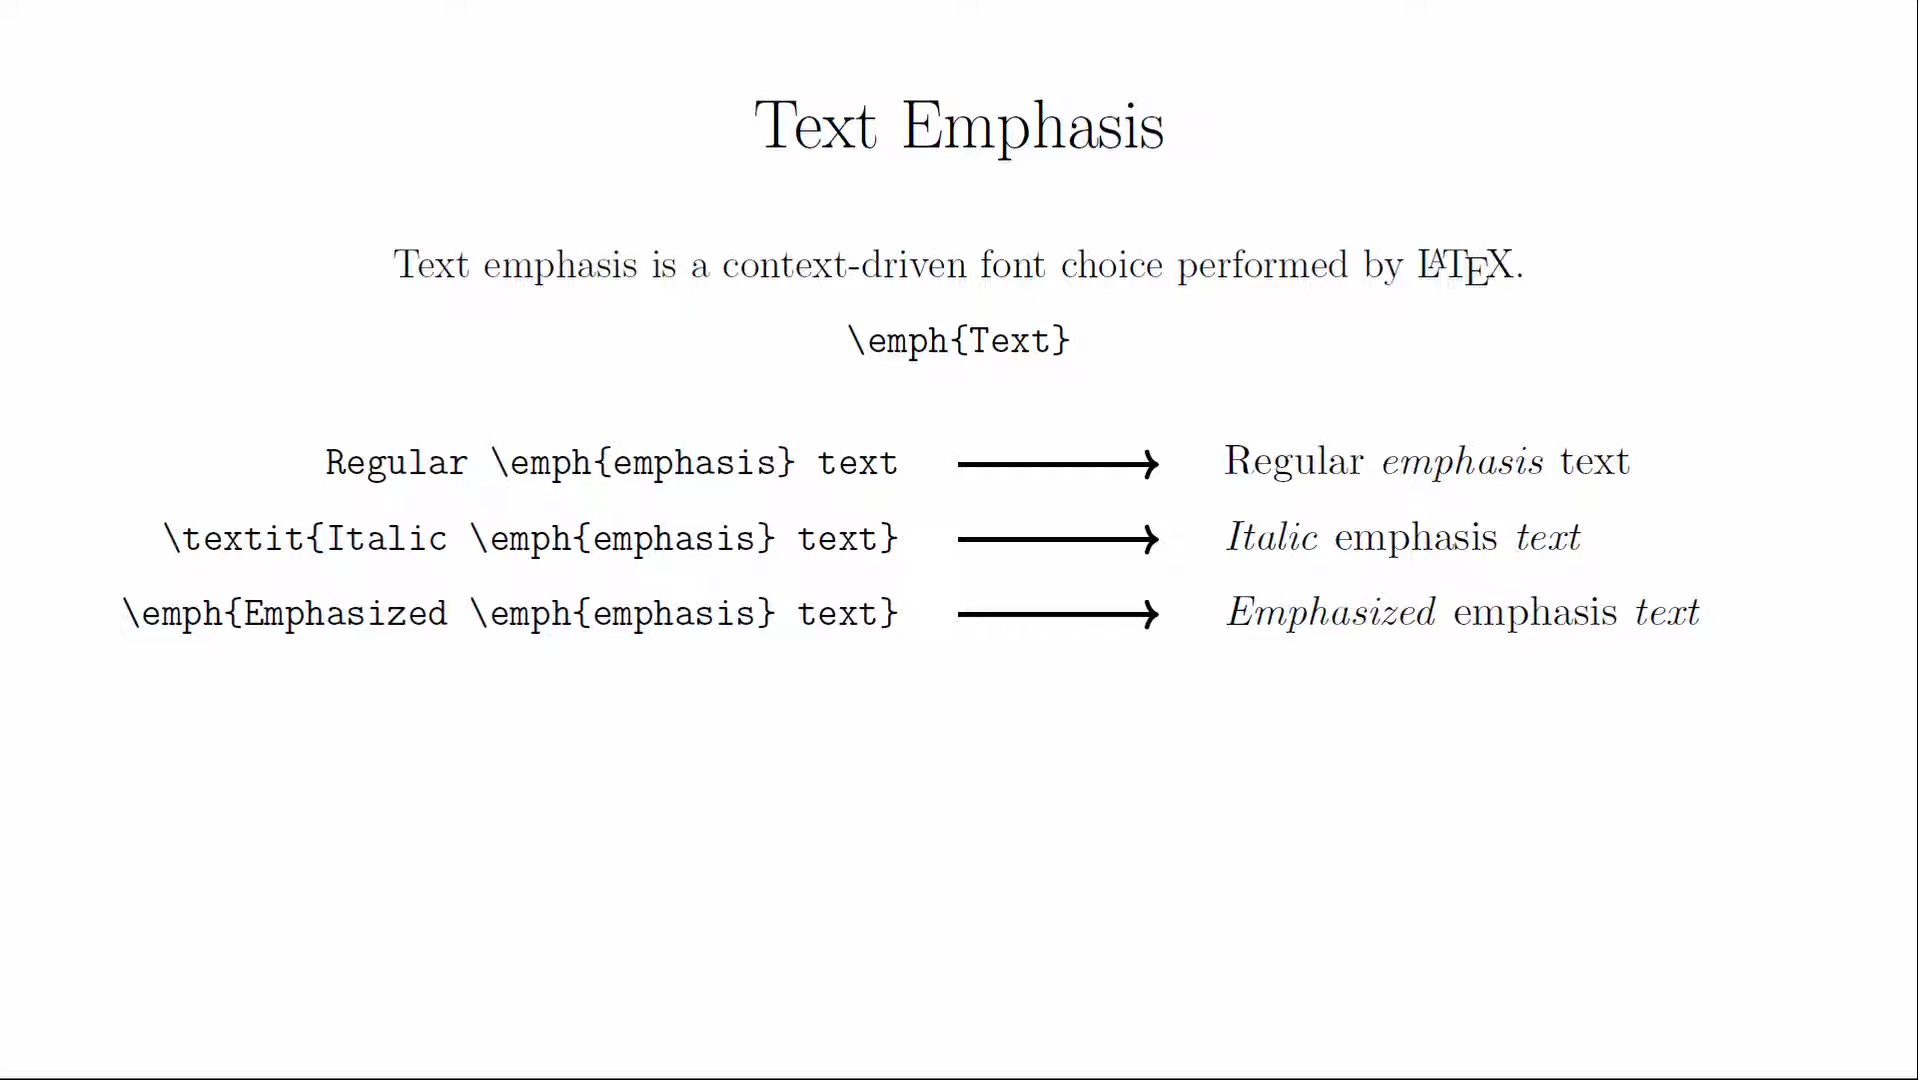 Text Emphasis
Text emphasis is a context-driven font choice performed by LATEX.
\emph{Text}
Regular \emph{emphasis} text Regular emphasis text
\textit{Italic \emph{emphasis} text} Italic emphasis text
\emph{Emphasized \emph{emphasis} text} Emphasized emphasis text